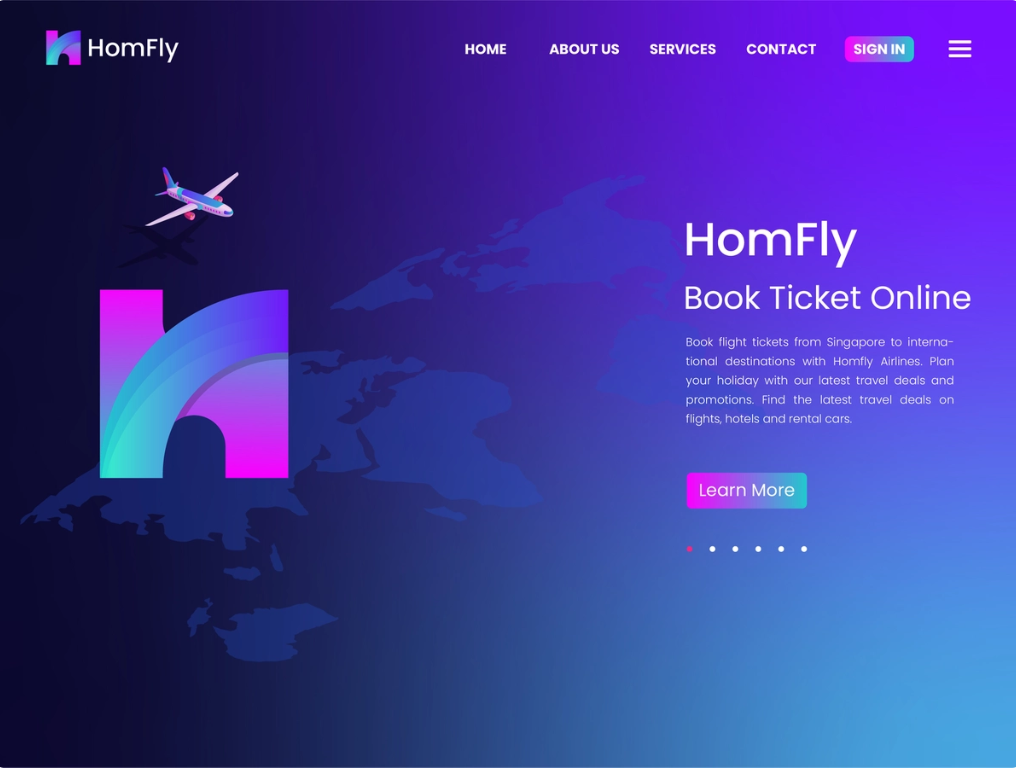 HomFly
HOME
ABOUT US
SERVICES
CONTACT
SIGN IN
HomFly
Book Ticket Online
Book flight tickets from Singapore to interna-
tional destinations with Homfly Airlines. Plan
your holiday with our latest travel deals and
promotions. Find the latest travel deals on
flights, hotels and rental cars.
Learn More